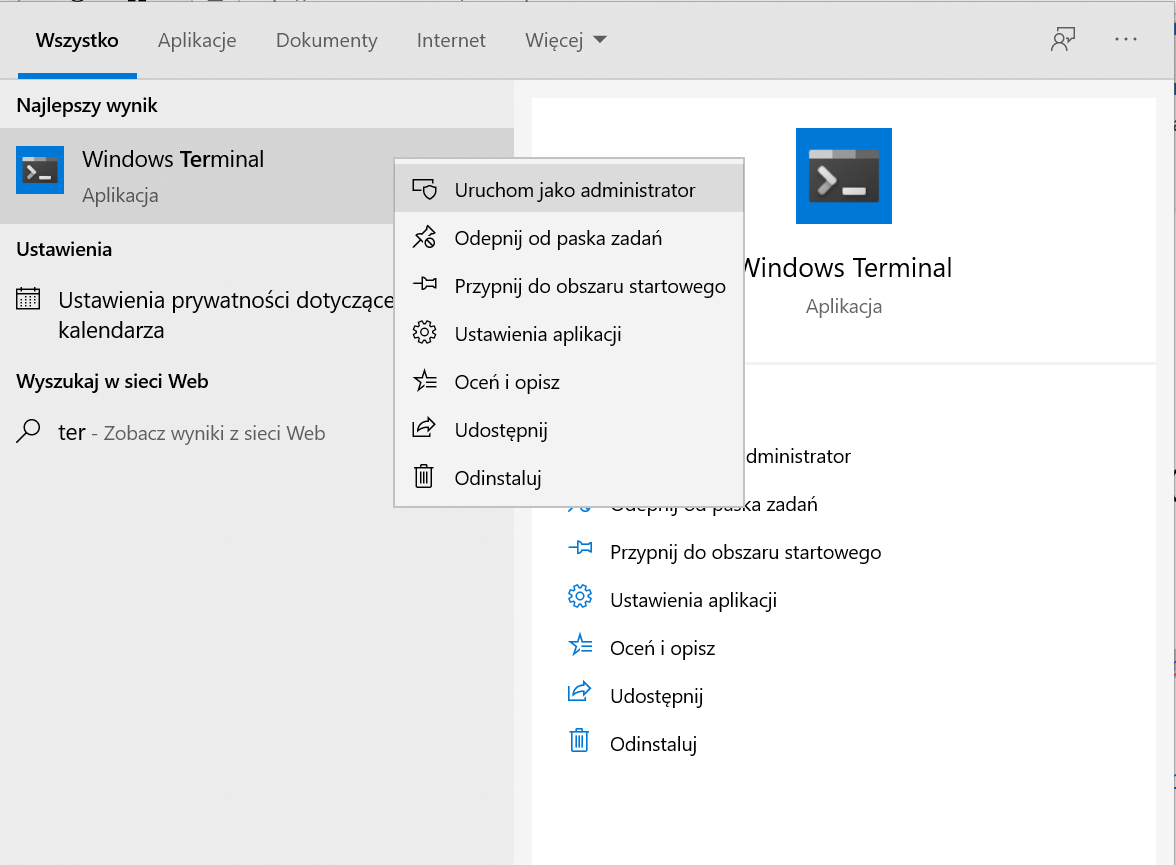 Wszystko Aplikacje Dokumenty Internet Więcej
Najlepszy wynik
Windows Terminal
Aplikacja
Ustawienia
Ustawienia prywatności dotyczące
kalendarza
Wyszukaj w sieci Web
ter - Zobacz wyniki z sieci Web
Uruchom jako administrator
Odepnij od paska zadań
Przypnij do obszaru startowego
Ustawienia aplikacji
Oceń i opisz
Udostępnij
Odinstaluj
Windows Terminal
Aplikacja
dministrator
Odepnij od paska zadań
Przypnij do obszaru startowego
Ustawienia aplikacji
Oceń i opisz
Udostępnij
Odinstaluj